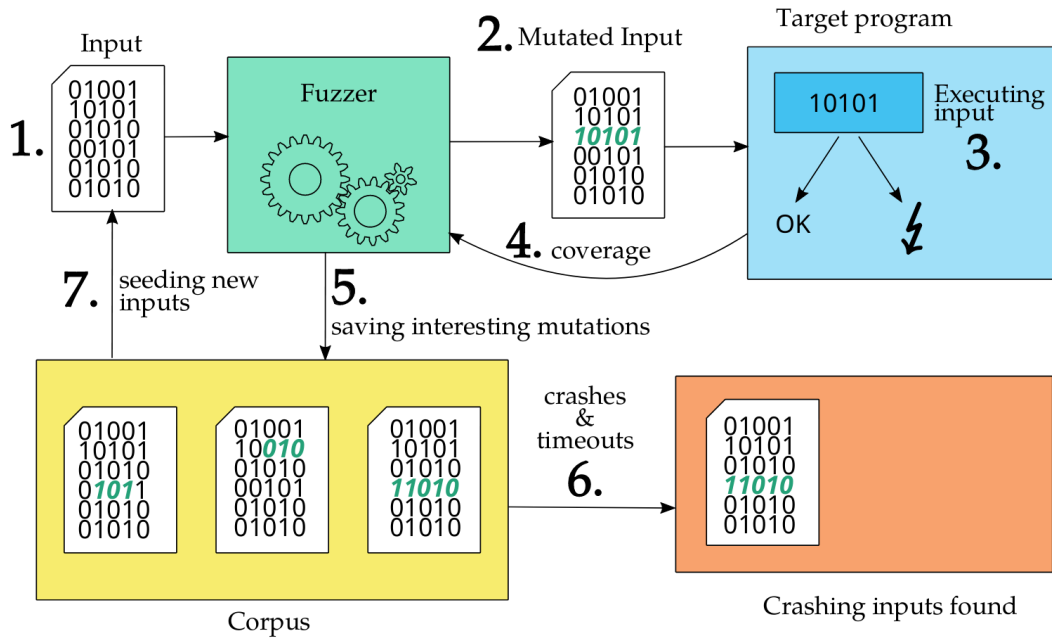 Input
1.
01001
10101
01010
00101
01010
01010
Fuzzer
2. Mutated Input
01001
10101
10101
00101
01010
01010
Target program
10101
Executing
input
3.
OK
4. coverage
5.
saving interesting mutations
7. seeding new
inputs
01001
10101
01010
01011
01010
01010
01001
10010
01010
00101
01010
01010
01001
10101
01010
11010
01010
01010
Corpus
crashes
&
timeouts
6.
01001
10101
01010
11010
01010
01010
Crashing inputs found